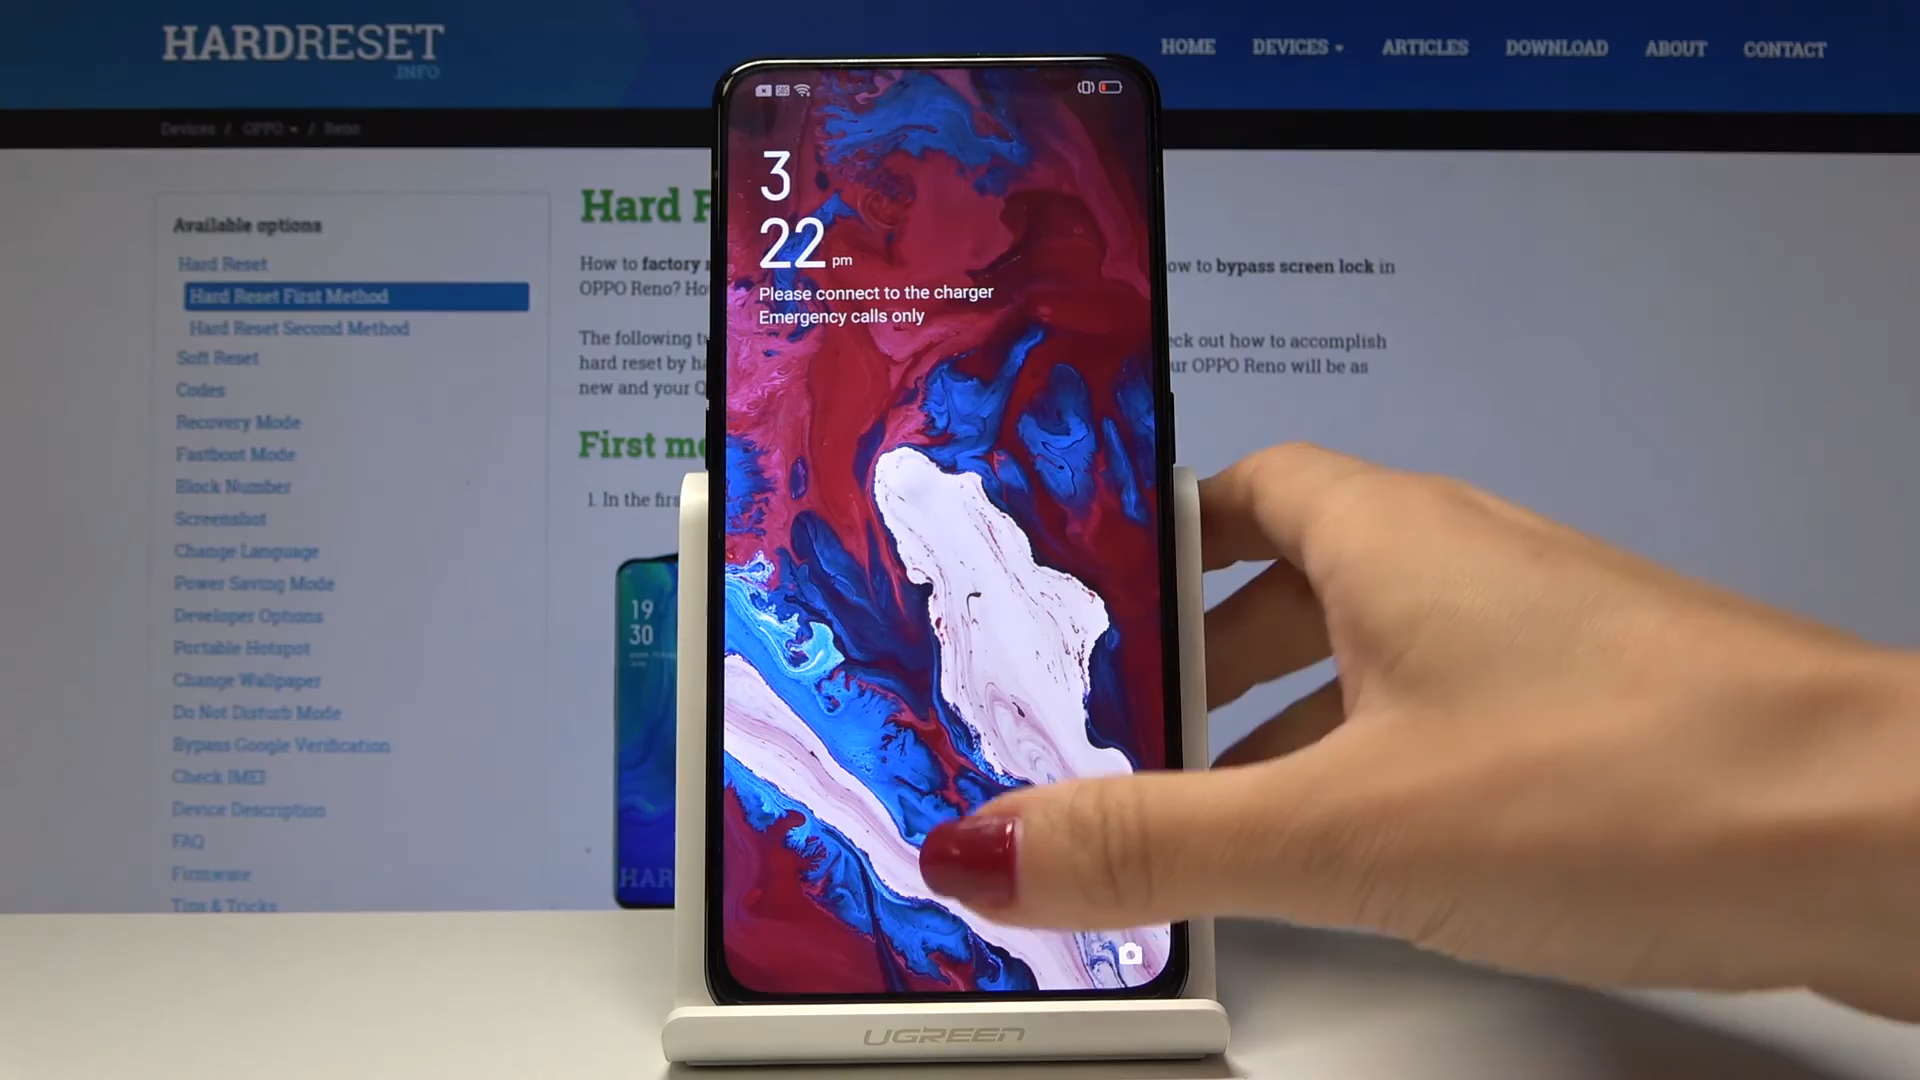 HARDRESET
.INFO
HOME DEVICES ARTICLES DOWNLOAD ABOUT CONTACT
Devices / OPPO / Reno
Available options
Hard Reset
Hard Reset First Method
Hard Reset Second Method
Soft Reset
Codes
Recovery Mode
Fastboot Mode
Block Number
Screenshot
Change Language
Power Saving Mode
Developer Options
Portable Hotspot
Change Wallpaper
Do Not Disturb Mode
Bypass Google Verification
Check IMEI
Device Description
FAQ
Firmware
Tips & Tricks
Hard
How to factory
ow to bypass screen lock in
OPPO Reno? Ho
The following
ck out how to accomplish
hard reset by ha
ur OPPO Reno will be as
new and your
First me
1. In the firs
19
30
HAR
3
22 pm
Please connect to the charger
Emergency calls only
UGREEN